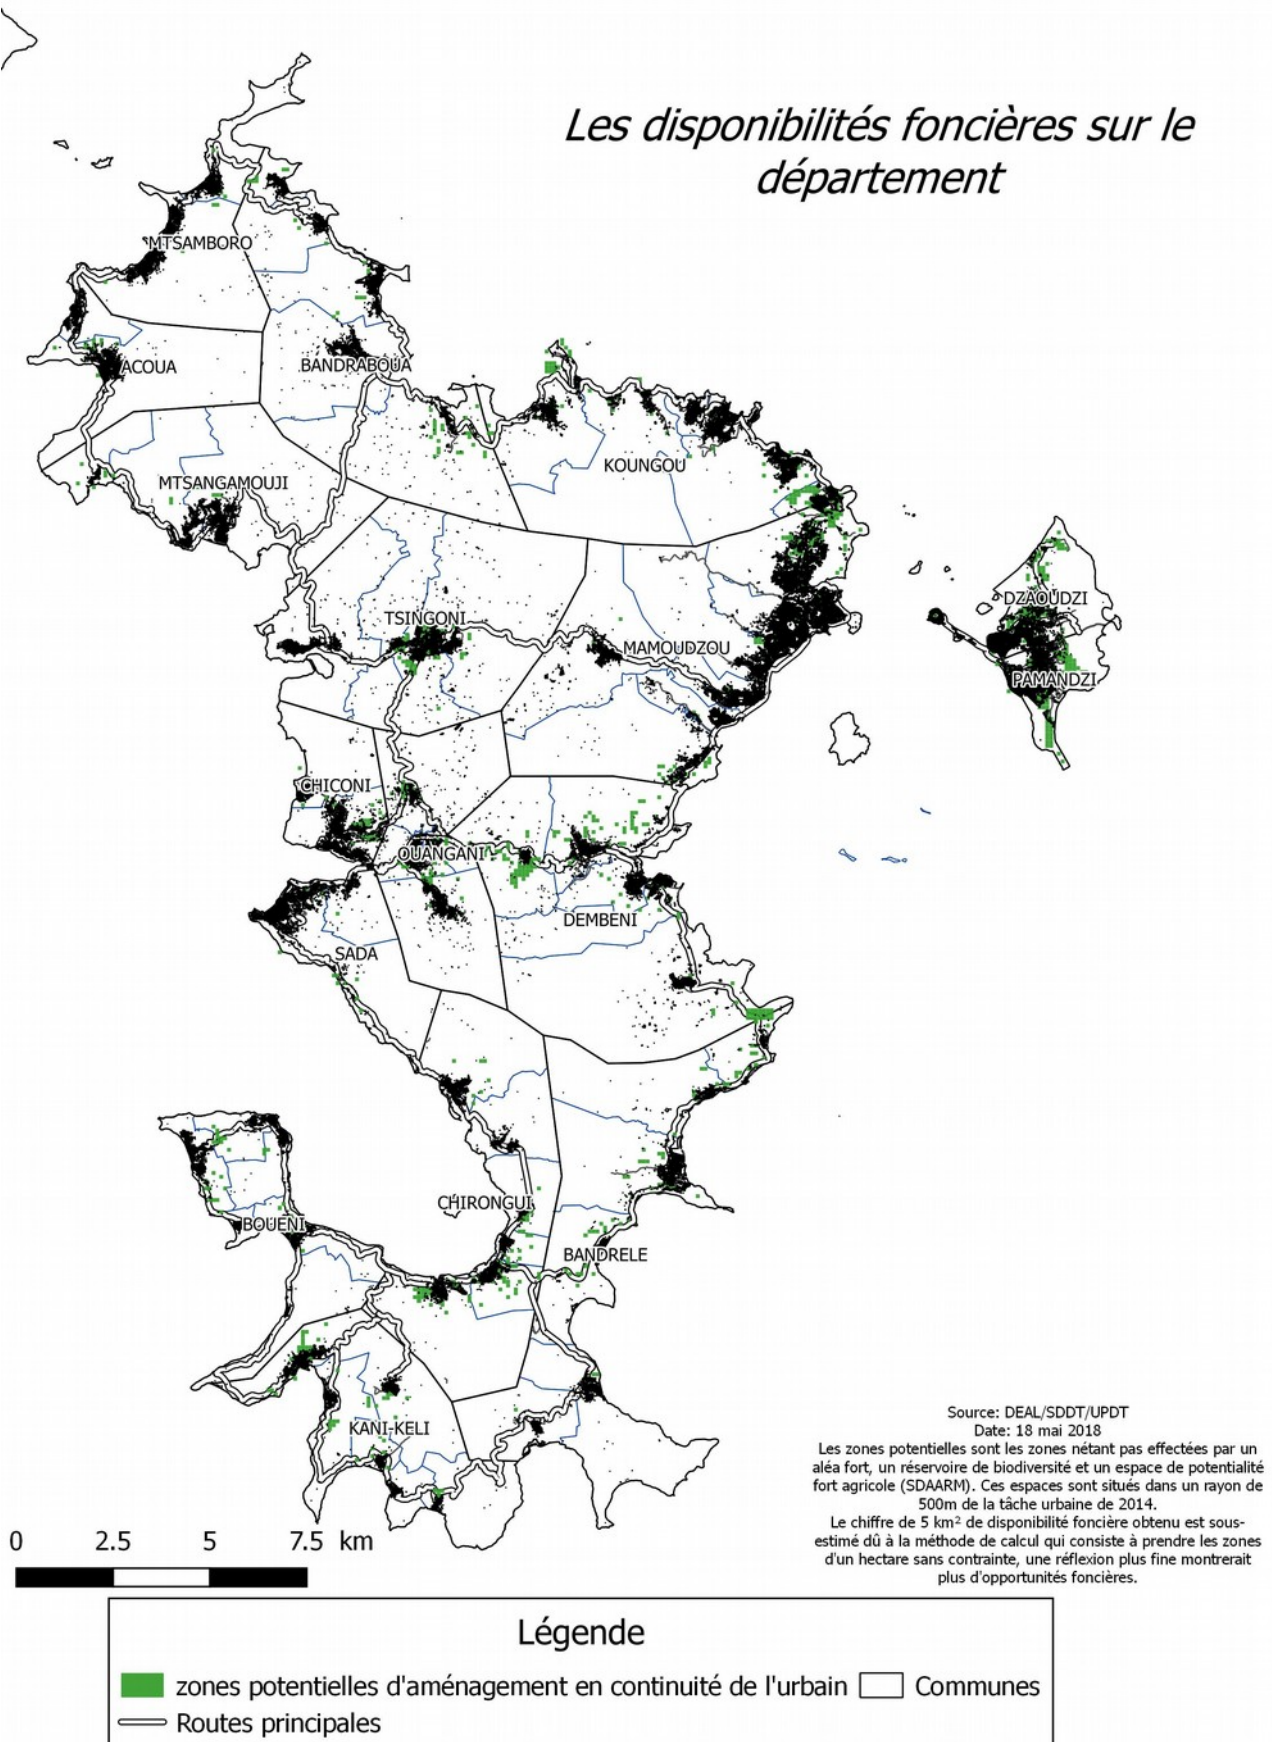 Les disponibilités foncières sur le
département
MTSAMBORO
ACOUA
BANDRABOUA
KOUNGOU
MTSANGAMOUJI
DZAOUDZI
TSINGONI
MAMOUDZOU
PAMANDZI
CHICONI
OUANGANI
DEMBENI
SADA
CHIRONGUI
BOUENI
BANDRELE
KANI-KELI
Source: DEAL/SDDT/UPDT
Date: 18 mai 2018
Les zones potentielles sont les zones nétant pas effectées par un
aléa fort, un réservoire de biodiversité et un espace de potentialité
fort agricole (SDAARM). Ces espaces sont situés dans un rayon de
500m de la tâche urbaine de 2014.
Le chiffre de 5 km² de disponibilité foncière obtenu est sous-
estimé dû à la méthode de calcul qui consiste à prendre les zones
d'un hectare sans contrainte, une réflexion plus fine montrerait
plus d'opportunités foncières.
0 2.5 5 7.5 km
Légende
zones potentielles d'aménagement en continuité de l'urbain Communes
Routes principales